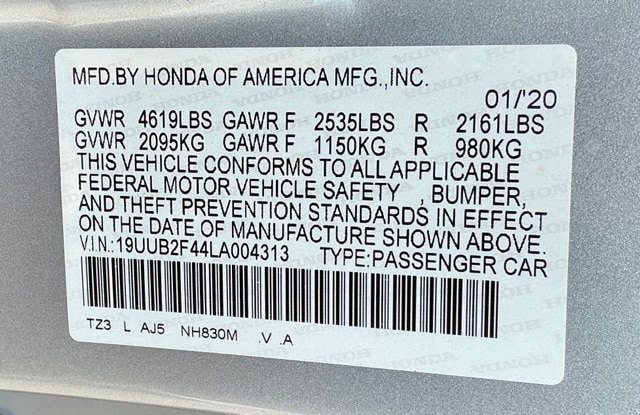 MFD.BY HONDA OF AMERICA MFG.,INC.
01/'20
GVWR 4619LBS GAWR F 2535LBS R 2161LBS
GVWR 2095KG GAWR F 1150KG R 980KG
THIS VEHICLE CONFORMS TO ALL APPLICABLE
FEDERAL MOTOR VEHICLE SAFETY , BUMPER,
AND THEFT PREVENTION STANDARDS IN EFFECT
ON THE DATE OF MANUFACTURE SHOWN ABOVE.
V.I.N.:19UUB2F44LA004313 TYPE:PASSENGER CAR
TZ3 L AJ5 NH830M .V .A